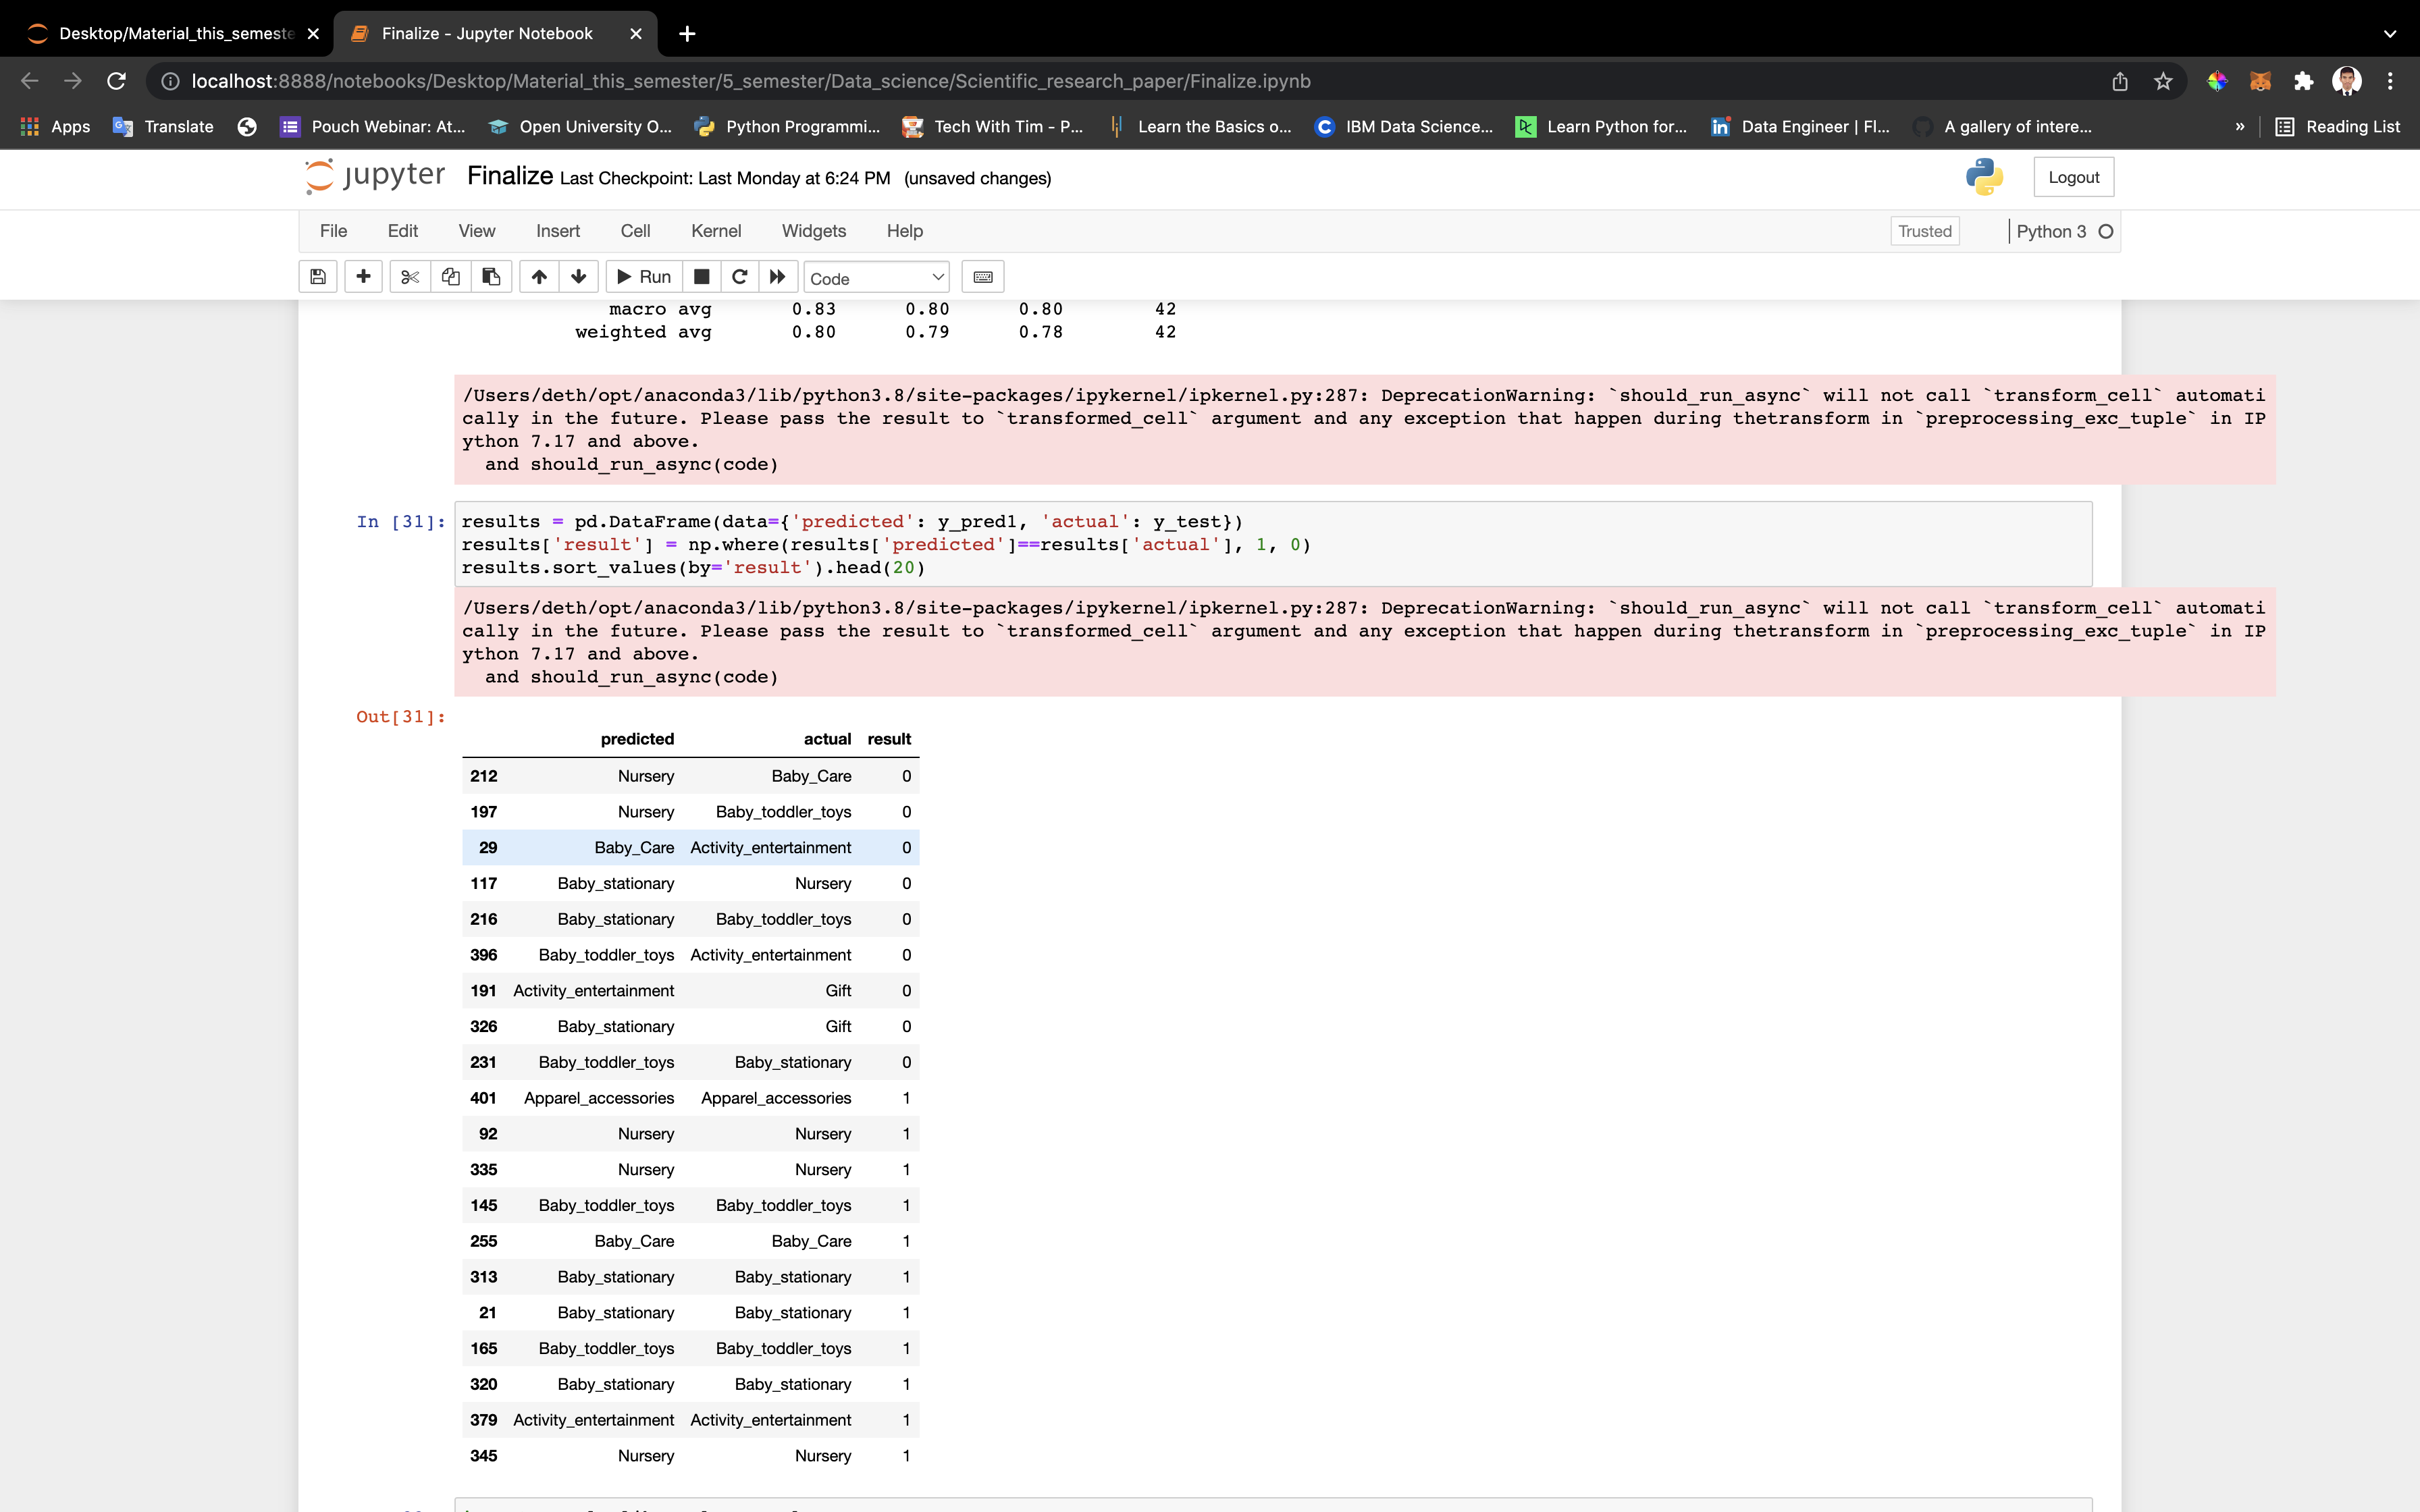 Desktop/Material_this_semeste
Finalize - Jupyter Notebook
localhost:8888/notebooks/Desktop/Material_this_semester/5_semester/Data_science/Scientific_research_paper/Finalize.ipynb
Apps Translate Pouch Webinar: At... Open University O... Python Programmi... Tech With Tim - P... Learn the Basics o... IBM Data Science... Learn Python for... Data Engineer | Fl... A gallery of intere... » Reading List
jupyter Finalize Last Checkpoint: Last Monday at 6:24 PM (unsaved changes) Logout
File Edit View Insert Cell Kernel Widgets Help Trusted Python 3
Run Code
macro avg 0.83 0.80 0.80 42
weighted avg 0.80 0.79 0.78 42
/Users/deth/opt/anaconda3/lib/python3.8/site-packages/ipykernel/ipkernel.py:287: DeprecationWarning: `should_run_async` will not call `transform_cell` automati
cally in the future. Please pass the result to `transformed_cell` argument and any exception that happen during thetransform in `preprocessing_exc_tuple` in IP
ython 7.17 and above.
and should_run_async(code)
In [31]: results = pd.DataFrame(data={'predicted': y_pred1, 'actual': y_test})
results['result'] = np.where(results['predicted']==results['actual'], 1, 0)
results.sort_values(by='result').head(20)
/Users/deth/opt/anaconda3/lib/python3.8/site-packages/ipykernel/ipkernel.py:287: DeprecationWarning: `should_run_async` will not call `transform_cell` automati
cally in the future. Please pass the result to `transformed_cell` argument and any exception that happen during thetransform in `preprocessing_exc_tuple` in IP
ython 7.17 and above.
and should_run_async(code)
Out[31]:
predicted actual result
212 Nursery Baby_Care 0
197 Nursery Baby_toddler_toys 0
29 Baby_Care Activity_entertainment 0
117 Baby_stationary Nursery 0
216 Baby_stationary Baby_toddler_toys 0
396 Baby_toddler_toys Activity_entertainment 0
191 Activity_entertainment Gift 0
326 Baby_stationary Gift 0
231 Baby_toddler_toys Baby_stationary 0
401 Apparel_accessories Apparel_accessories 1
92 Nursery Nursery 1
335 Nursery Nursery 1
145 Baby_toddler_toys Baby_toddler_toys 1
255 Baby_Care Baby_Care 1
313 Baby_stationary Baby_stationary 1
21 Baby_stationary Baby_stationary 1
165 Baby_toddler_toys Baby_toddler_toys 1
320 Baby_stationary Baby_stationary 1
379 Activity_entertainment Activity_entertainment 1
345 Nursery Nursery 1